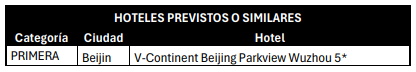 HOTELES PREVISTOS O SIMILARES
Categoría Ciudad Hotel
PRIMERA Beijin V-Continent Beijing Parkview Wuzhou 5*